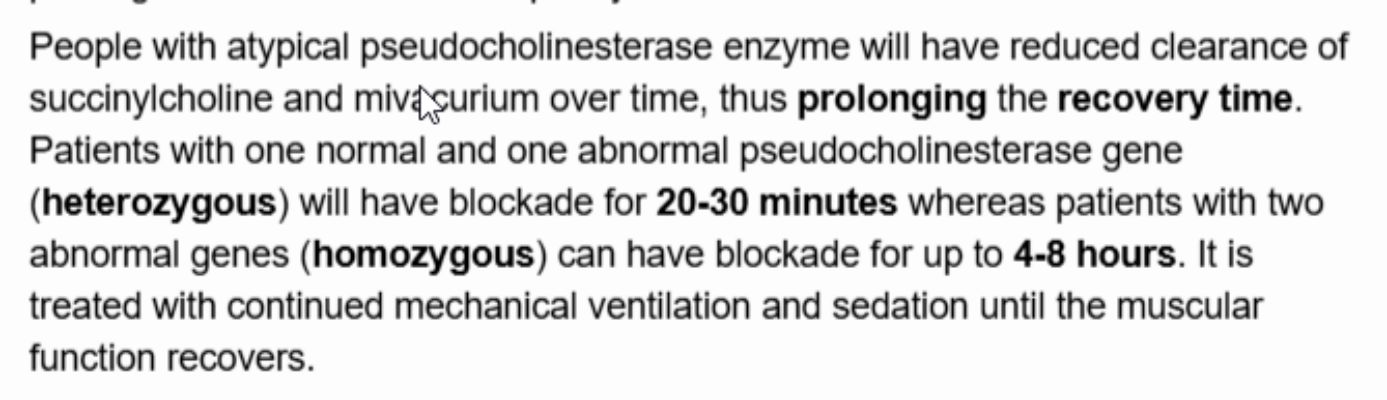 People with atypical pseudocholinesterase enzyme will have reduced clearance of
succinylcholine and mivacurium over time, thus prolonging the recovery time.
Patients with one normal and one abnormal pseudocholinesterase gene
(heterozygous) will have blockade for 20-30 minutes whereas patients with two
abnormal genes (homozygous) can have blockade for up to 4-8 hours. It is
treated with continued mechanical ventilation and sedation until the muscular
function recovers.